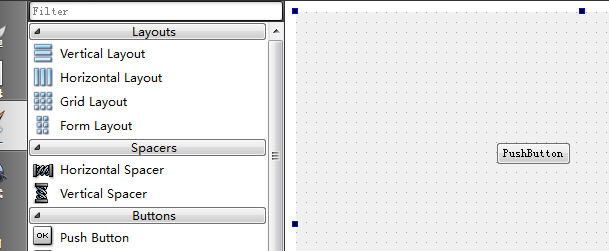 Filter
Layouts
Vertical Layout
Horizontal Layout
Grid Layout
Form Layout
Spacers
Horizontal Spacer
Vertical Spacer
Buttons
OK Push Button
PushButton